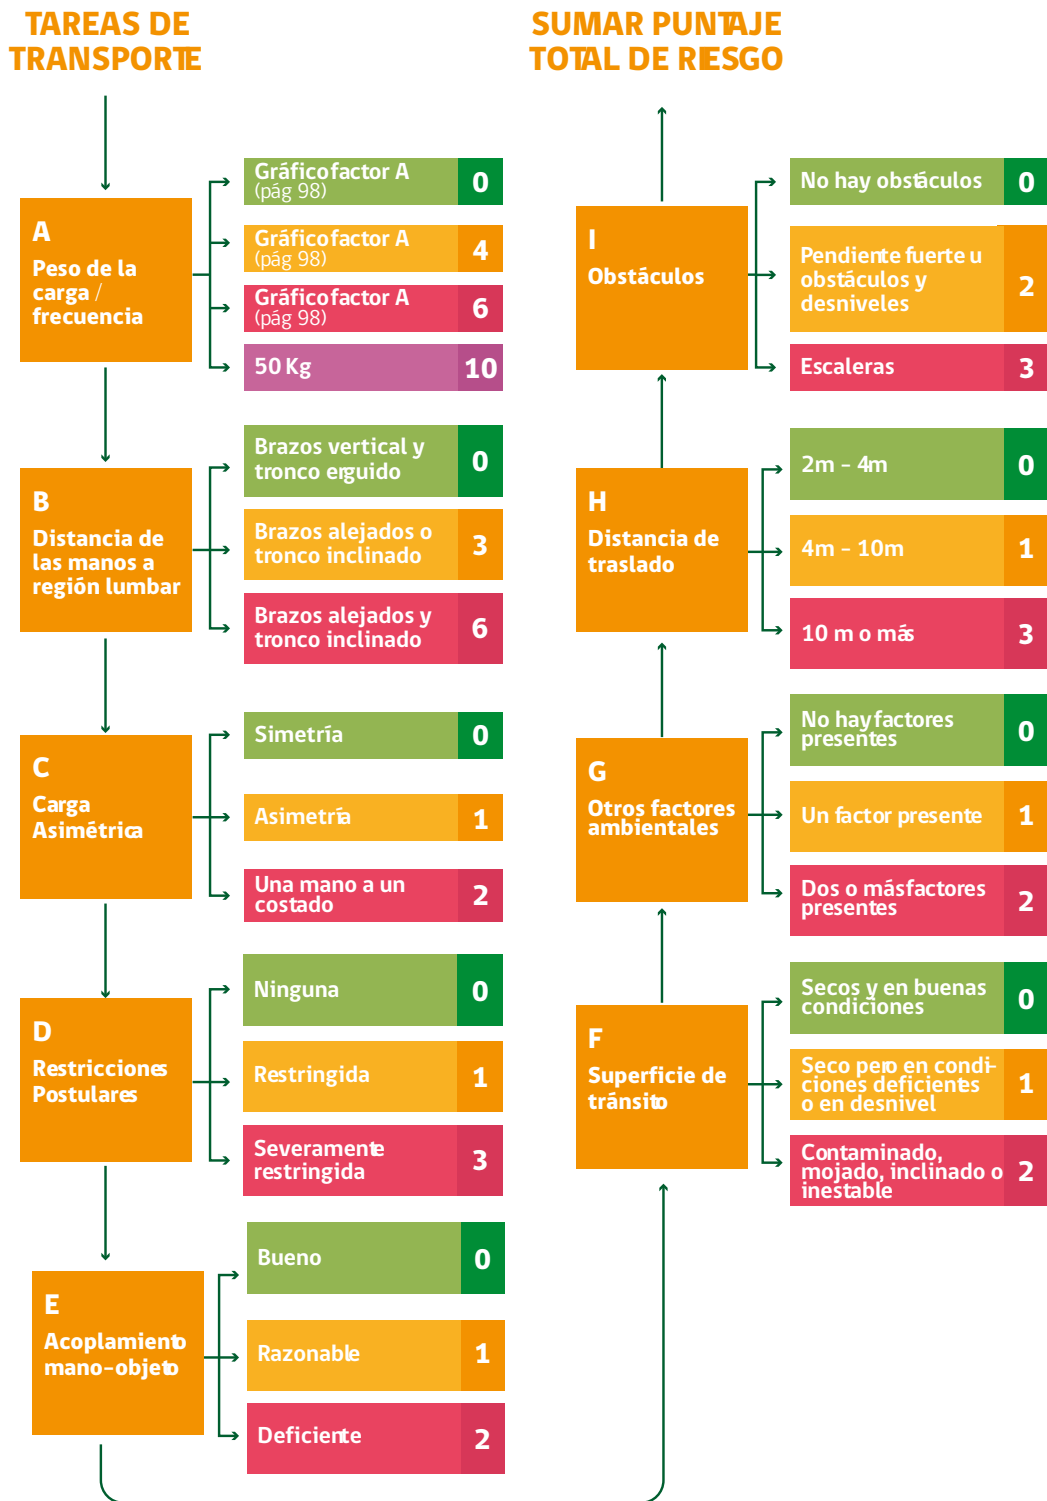 TAREAS DE
TRANSPORTE
A
Peso de la
carga /
frecuencia
Gráfico factor A
(pág 98)
0
Gráfico factor A
(pág 98)
4
Gráfico factor A
(pág 98)
6
50 Kg
10
B
Distancia de
las manos a
región lumbar
Brazos vertical y
tronco erguido
0
Brazos alejados o
tronco inclinado
3
Brazos alejados y
tronco inclinado
6
C
Carga
Asimétrica
Simetría
0
Asimetría
1
Una mano a un
costado
2
D
Restricciones
Postulares
Ninguna
0
Restringida
1
Severamente
restringida
3
E
Acoplamiento
mano-objeto
Bueno
0
Razonable
1
Deficiente
2
SUMAR PUNTAJE
TOTAL DE RIESGO
I
Obstáculos
No hay obstáculos
0
Pendiente fuerte u
obstáculos y
desniveles
2
Escaleras
3
H
Distancia de
traslado
2m - 4m
0
4m - 10m
1
10 m o más
3
G
Otros factores
ambientales
No hay factores
presentes
0
Un factor presente
1
Dos o más factores
presentes
2
F
Superficie de
tránsito
Secos y en buenas
condiciones
0
Seco pero en condi-
ciones deficientes
o en desnivel
1
Contaminado,
mojado, inclinado o
inestable
2